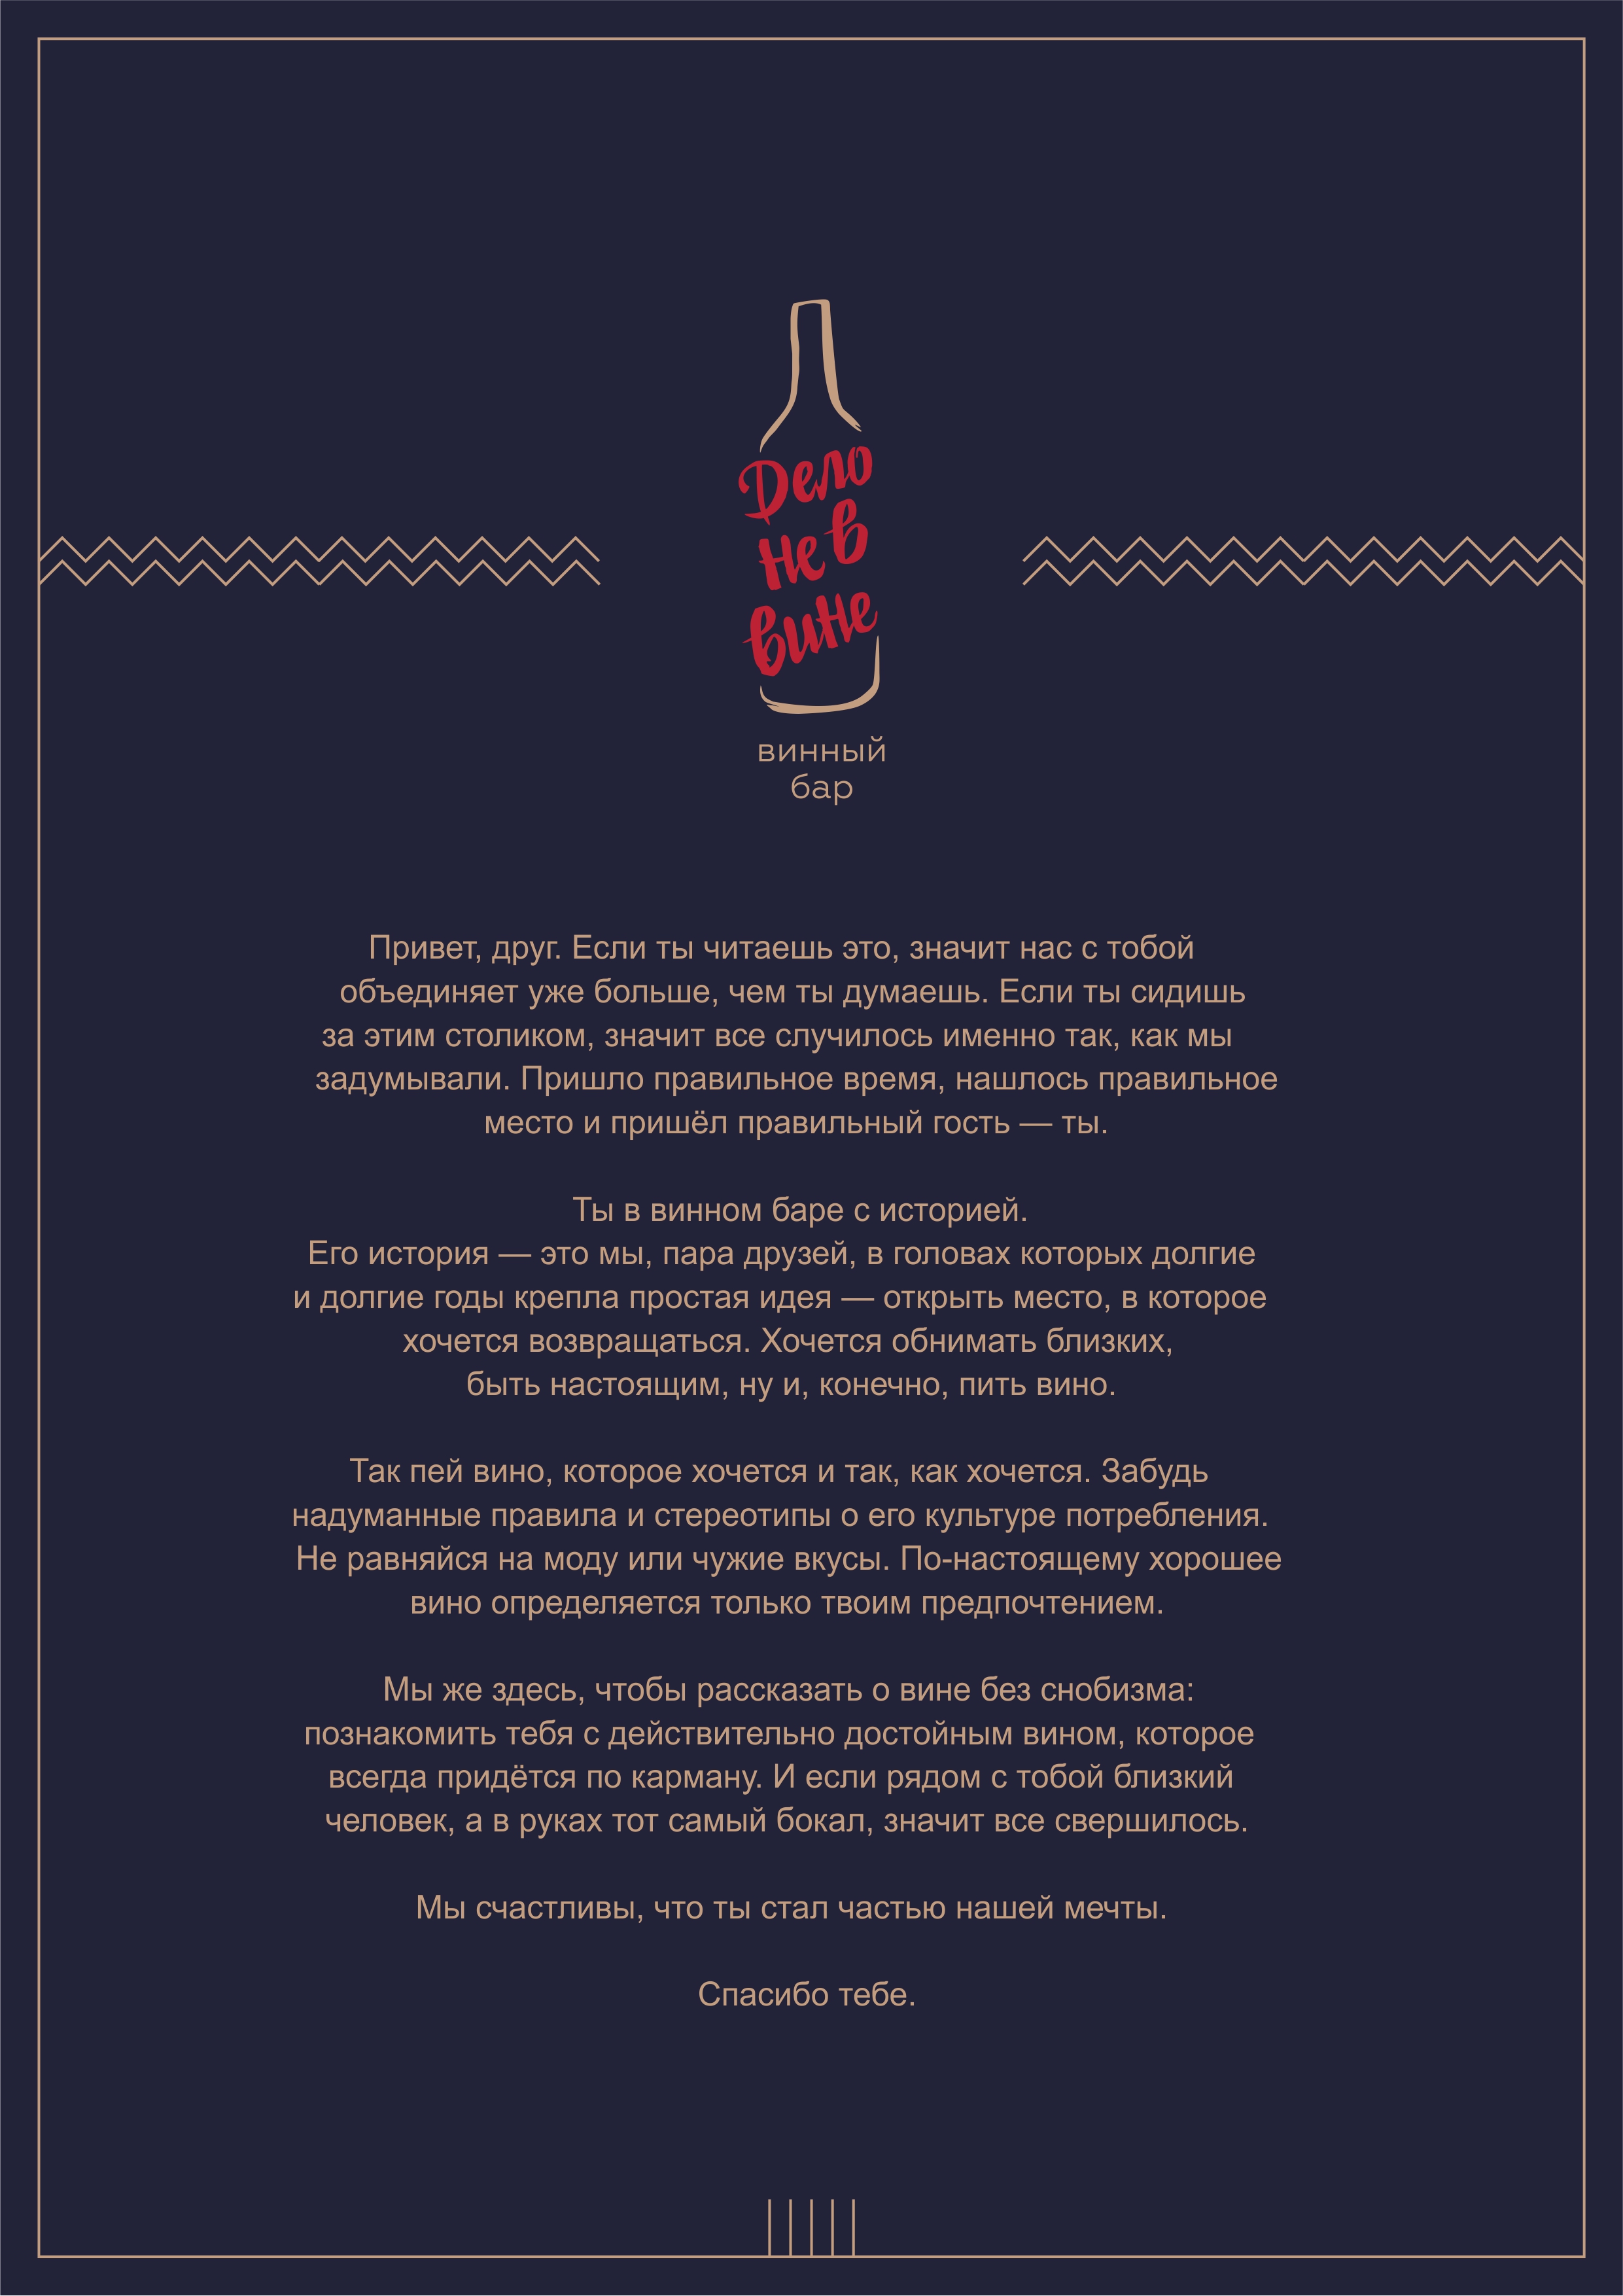 Дело
не в
вине
винный
бар
Привет, друг. Если ты читаешь это, значит нас с тобой
объединяет уже больше, чем ты думаешь. Если ты сидишь
за этим столиком, значит все случилось именно так, как мы
задумывали. Пришло правильное время, нашлось правильное
место и пришёл правильный гость — ты.
Ты в винном баре с историей.
Его история — это мы, пара друзей, в головах которых долгие
и долгие годы крепла простая идея — открыть место, в которое
хочется возвращаться. Хочется обнимать близких,
быть настоящим, ну и, конечно, пить вино.
Так пей вино, которое хочется и так, как хочется. Забудь
надуманные правила и стереотипы о его культуре потребления.
Не равняйся на моду или чужие вкусы. По-настоящему хорошее
вино определяется только твоим предпочтением.
Мы же здесь, чтобы рассказать о вине без снобизма:
познакомить тебя с действительно достойным вином, которое
всегда придётся по карману. И если рядом с тобой близкий
человек, а в руках тот самый бокал, значит все свершилось.
Мы счастливы, что ты стал частью нашей мечты.
Спасибо тебе.